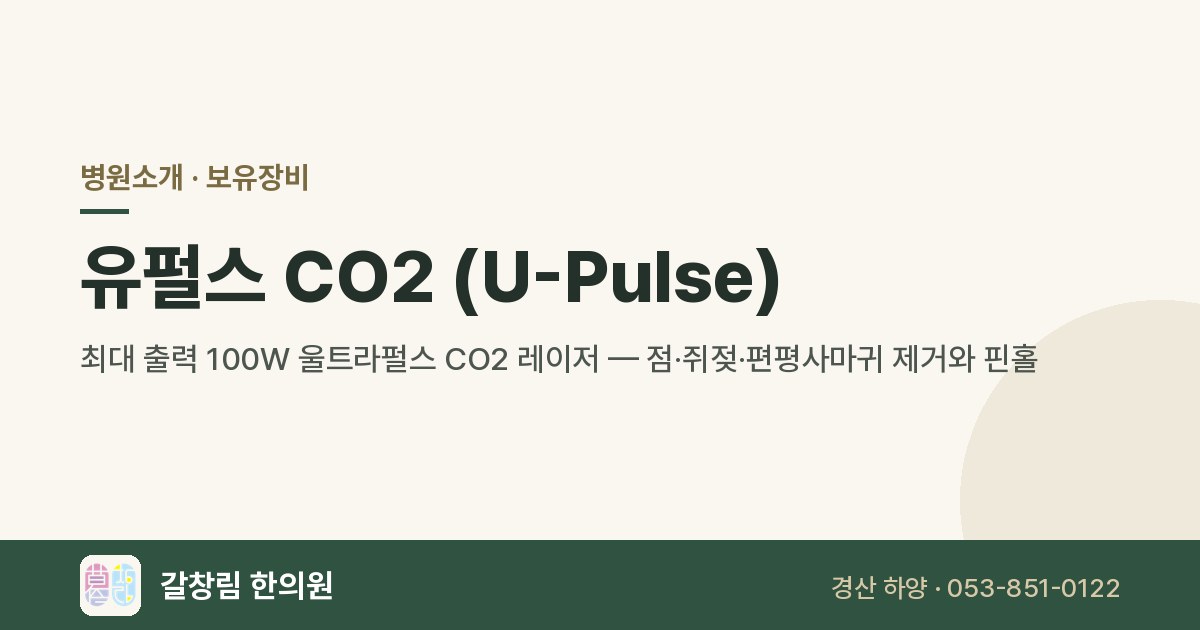 병원소개 · 보유장비
유펄스 CO2 (U-Pulse)
최대 출력 100W 울트라펄스 CO2 레이저 — 점·쥐젖·편평사마귀 제거와 핀홀
갈창림 한의원
경산 하양 · 053-851-0122